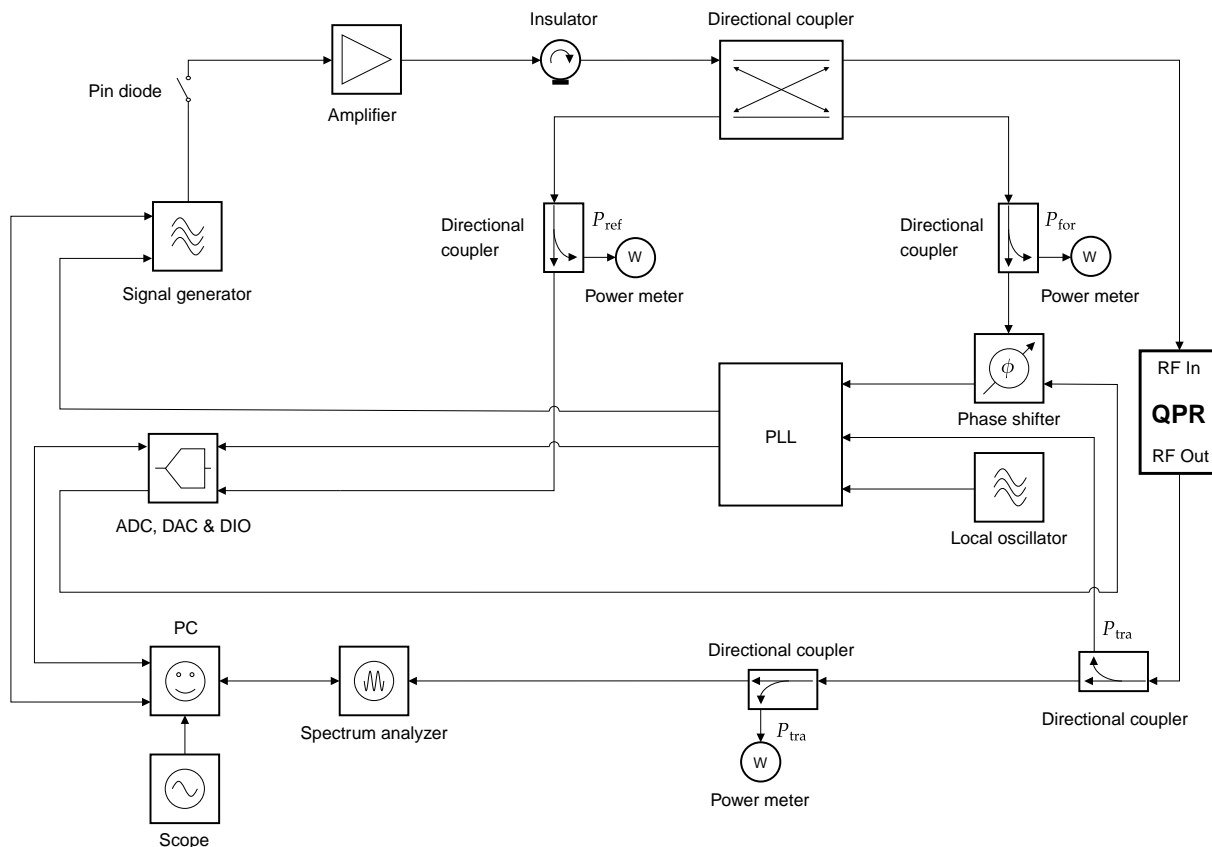 Insulator
Directional coupler
Pin diode
Amplifier
Directional
coupler
P_ref
W
Power meter
Directional
coupler
P_for
W
Power meter
Signal generator
RF In
QPR
RF Out
ϕ
Phase shifter
PLL
Local oscillator
ADC, DAC & DIO
PC
Directional coupler
P_tra
Spectrum analyzer
P_tra
Directional coupler
W
Power meter
Scope